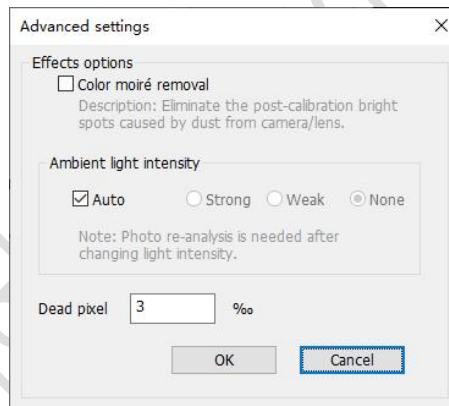 Advanced settings
Effects options
Color moiré removal
Description: Eliminate the post-calibration bright
spots caused by dust from camera/lens.
Ambient light intensity
Auto Strong Weak None
Note: Photo re-analysis is needed after
changing light intensity.
Dead pixel 3 ‰
OK Cancel